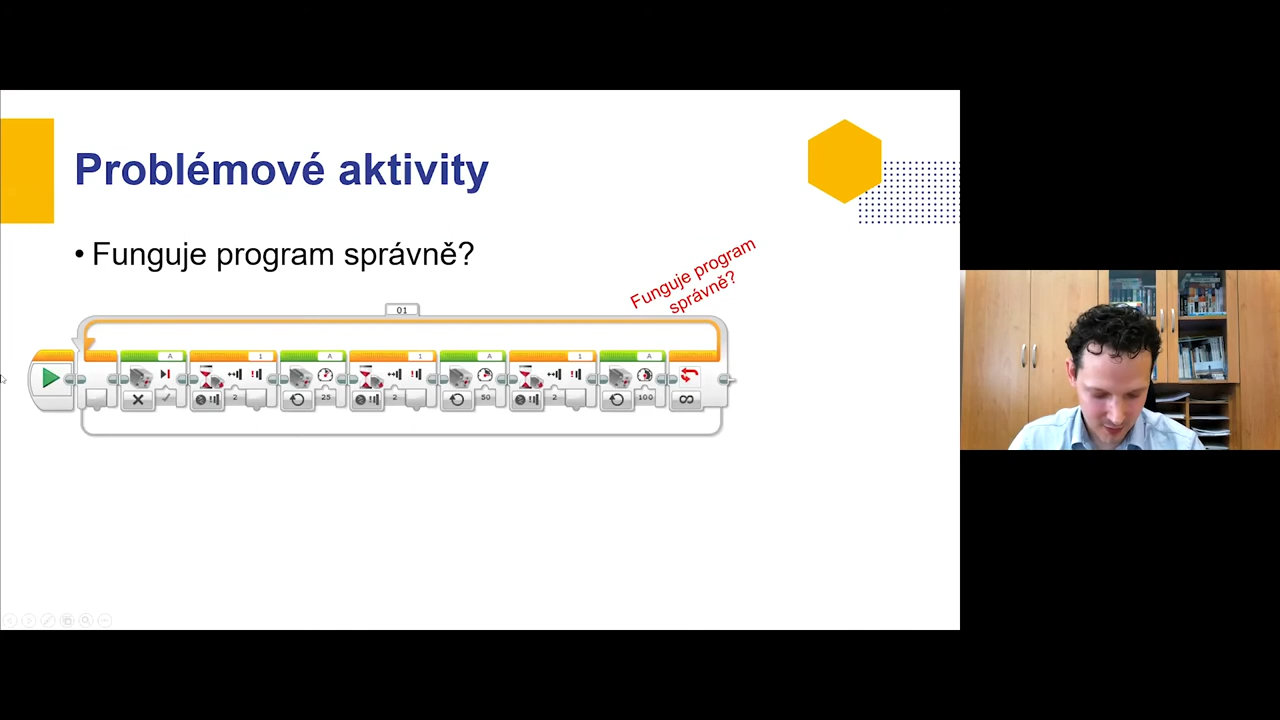 Problémové aktivity
• Funguje program správně?
Funguje program
správně?
01
A 1 A 1 A 1 A
2 25 2 50 2 100